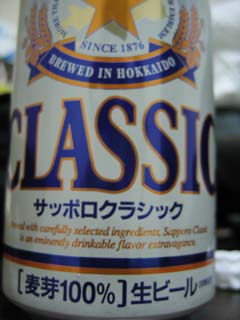 SINCE 1876
BREWED IN HOKKAIDO
CLASSIC
サッポロクラシック
Brewed with carefully selected ingredients, Sapporo Classic
is an eminently drinkable flavor extravagance.
[麦芽100%]生ビール